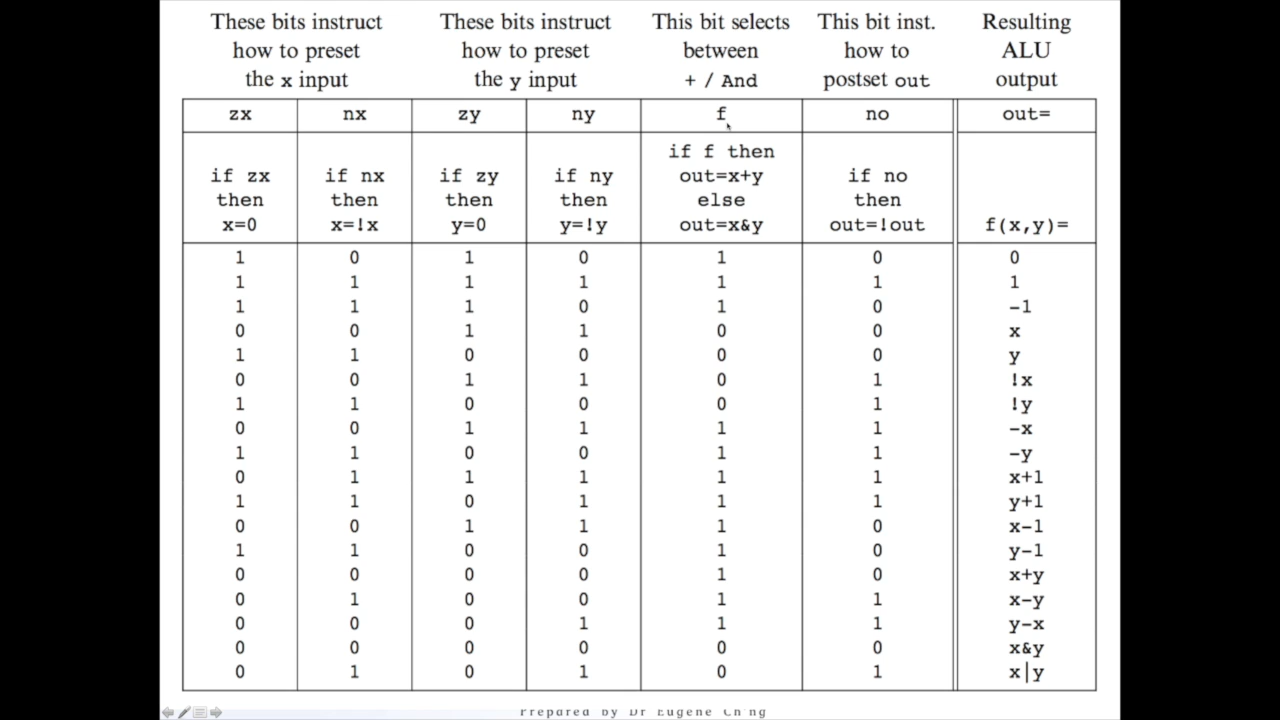 These bits instruct These bits instruct This bit selects This bit inst. Resulting
how to preset how to preset between how to ALU
the x input the y input + / And postset out output
zx nx zy ny f no out=
if f then
if zx if nx if zy if ny out=x+y if no
then then then then else then
x=0 x=!x y=0 y=!y out=x&y out=!out f(x,y)=
1 0 1 0 1 0 0
1 1 1 1 1 1 1
1 1 1 0 1 0 -1
0 0 1 1 0 0 x
1 1 0 0 0 0 y
0 0 1 1 0 1 !x
1 1 0 0 0 1 !y
0 0 1 1 1 1 -x
1 1 0 0 1 1 -y
0 1 1 1 1 1 x+1
1 1 0 1 1 1 y+1
0 0 1 1 1 0 x-1
1 1 0 0 1 0 y-1
0 0 0 0 1 0 x+y
0 1 0 0 1 1 x-y
0 0 0 1 1 1 y-x
0 0 0 0 0 0 x&y
0 1 0 1 0 1 x|y
Prepared by Dr Eugene Ch'ng